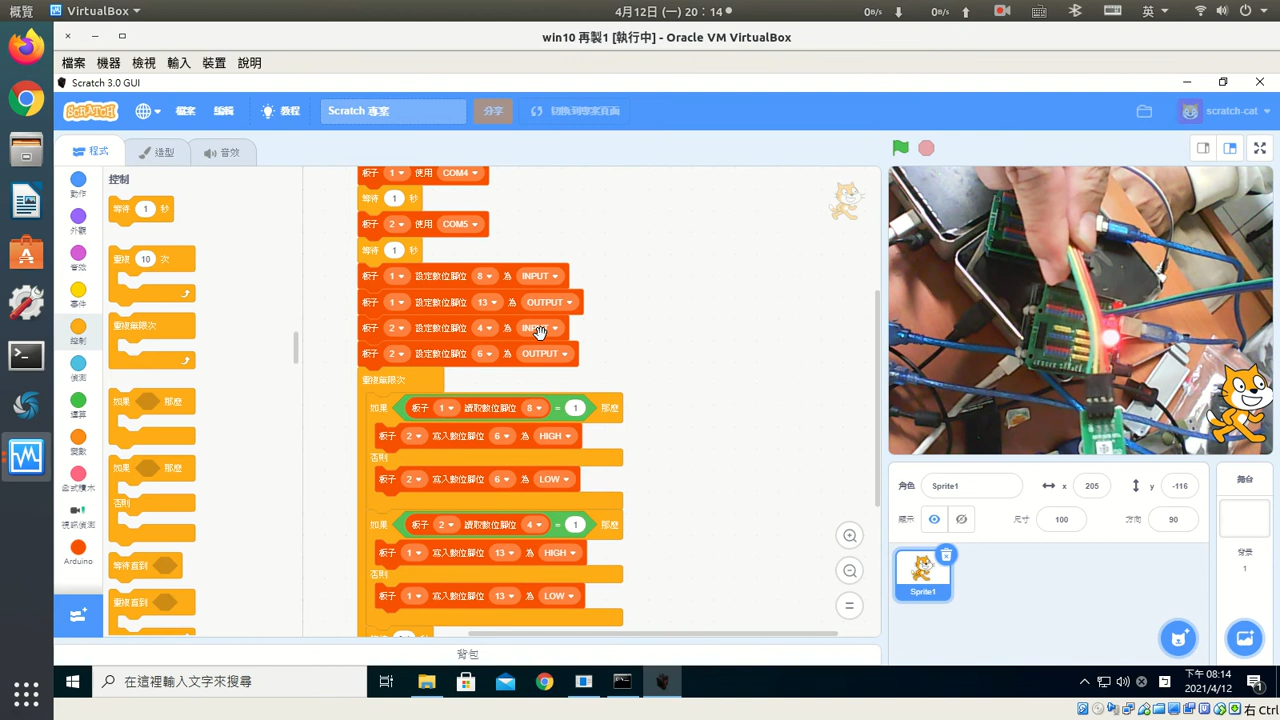 概覽 VirtualBox 4月12日 (一) 20：14 0B/s 0B/s 英
win10 再製1 [執行中] - Oracle VM VirtualBox
檔案 機器 檢視 輸入 裝置 說明
Scratch 3.0 GUI
SCRATCH 檔案 編輯 教程 Scratch 專案 分享 切換到專案頁面 scratch-cat
程式 造型 音效
控制
動作
外觀
音效
事件
控制
偵測
運算
變數
函式積木
視訊偵測
Arduino
等待 1 秒
重複 10 次
重複無限次
如果 那麼
如果 那麼
否則
等待直到
重複直到
板子 1 使用 COM4
等待 1 秒
板子 2 使用 COM5
等待 1 秒
板子 1 設定數位腳位 8 為 INPUT
板子 1 設定數位腳位 13 為 OUTPUT
板子 2 設定數位腳位 4 為 INPUT
板子 2 設定數位腳位 6 為 OUTPUT
重複無限次
如果 板子 1 讀取數位腳位 8 = 1 那麼
板子 2 寫入數位腳位 6 為 HIGH
否則
板子 2 寫入數位腳位 6 為 LOW
如果 板子 2 讀取數位腳位 4 = 1 那麼
板子 1 寫入數位腳位 13 為 HIGH
否則
板子 1 寫入數位腳位 13 為 LOW
背包
角色 Sprite1 x 205 y -116
顯示 尺寸 100 方向 90
Sprite1
舞台
背景
1
在這裡輸入文字來搜尋
下午 08:14
2021/4/12
1
右 Ctrl